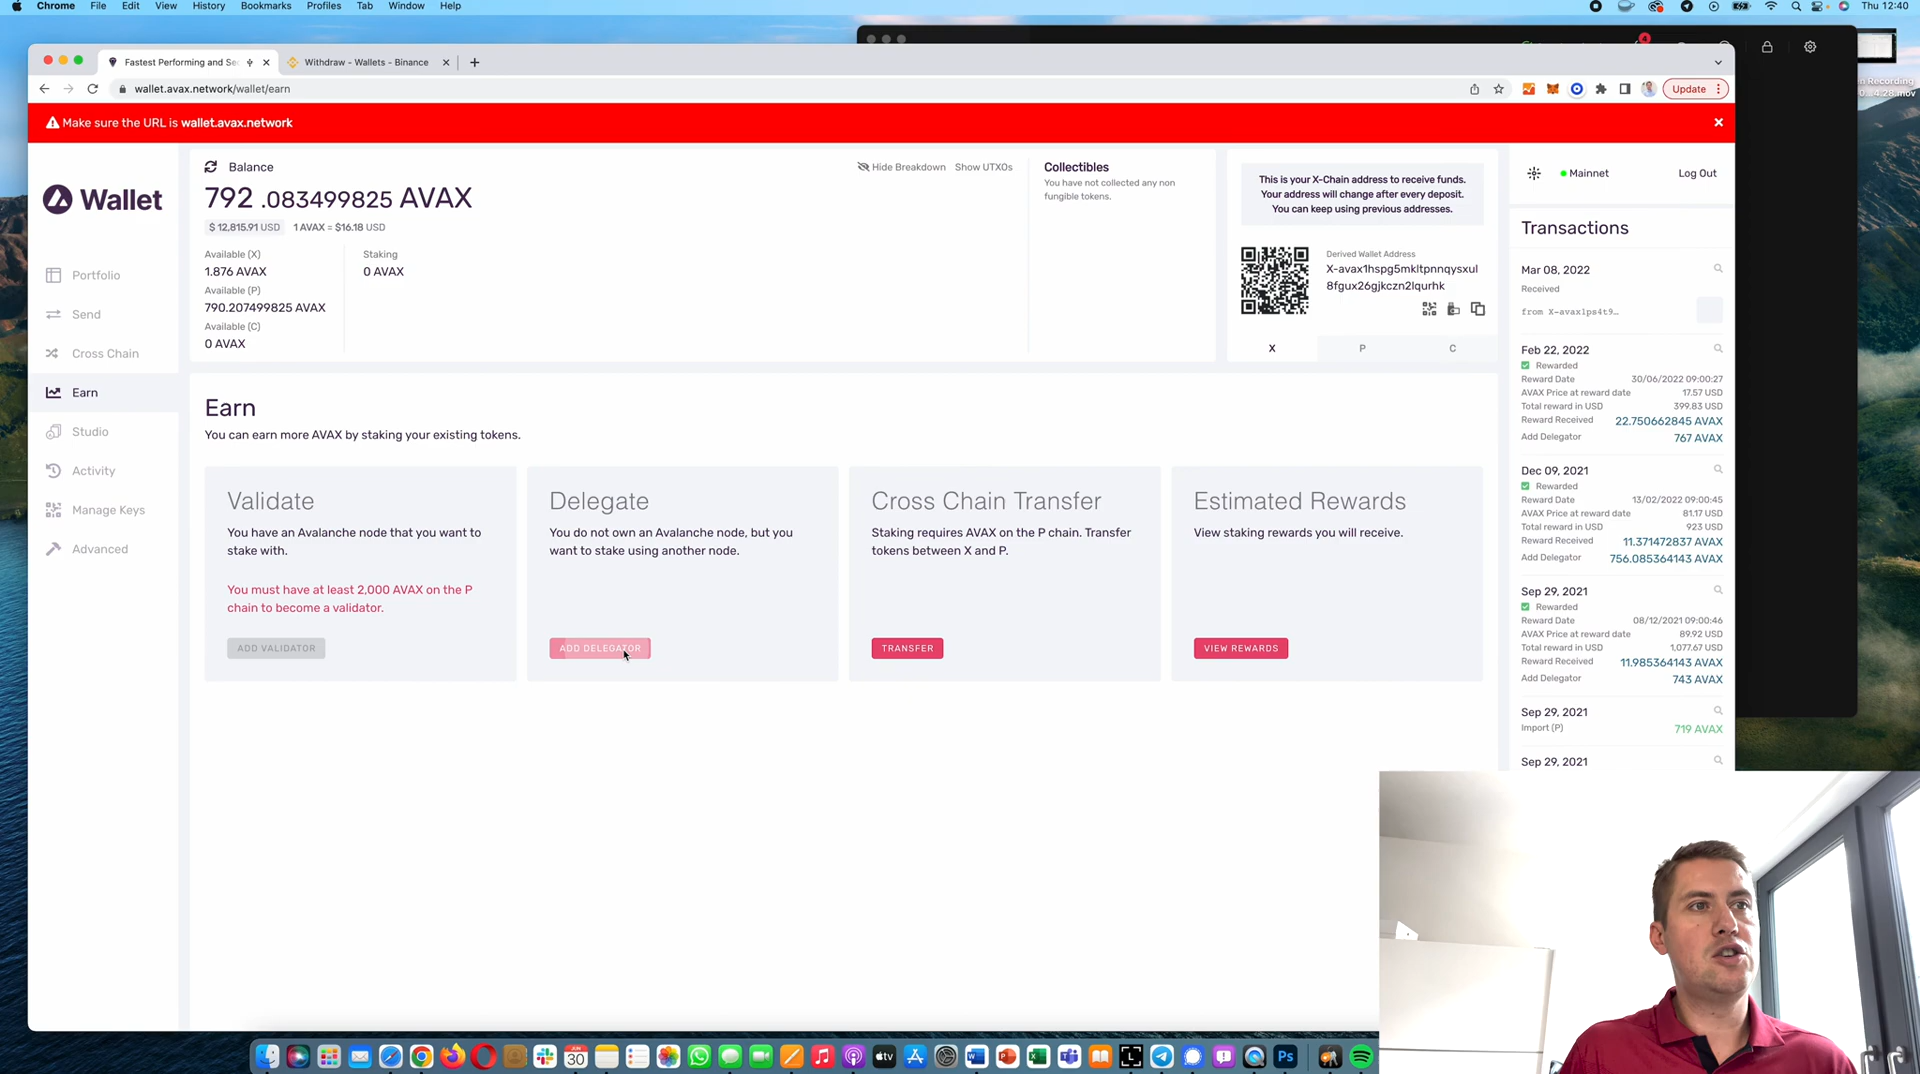 Chrome File Edit View History Bookmarks Profiles Tab Window Help
Thu 12:40
4
Fastest Performing and Se
Withdraw - Wallets - Binance
wallet.avax.network/wallet/earn
Update
Make sure the URL is wallet.avax.network
Wallet
Portfolio
Send
Cross Chain
Earn
Studio
Activity
Manage Keys
Advanced
Balance
Hide Breakdown Show UTXOs
792 .083499825 AVAX
$ 12,815.91 USD 1 AVAX = $16.18 USD
Available (X)
1.876 AVAX
Available (P)
790.207499825 AVAX
Available (C)
0 AVAX
Staking
0 AVAX
Collectibles
You have not collected any non
fungible tokens.
This is your X-Chain address to receive funds.
Your address will change after every deposit.
You can keep using previous addresses.
Derived Wallet Address
X-avax1hspg5mkltpnnqysxul
8fgux26gjkczn2lqurhk
X P C
Earn
You can earn more AVAX by staking your existing tokens.
Validate
You have an Avalanche node that you want to
stake with.
You must have at least 2,000 AVAX on the P
chain to become a validator.
ADD VALIDATOR
Delegate
You do not own an Avalanche node, but you
want to stake using another node.
ADD DELEGATOR
Cross Chain Transfer
Staking requires AVAX on the P chain. Transfer
tokens between X and P.
TRANSFER
Estimated Rewards
View staking rewards you will receive.
VIEW REWARDS
Mainnet
Log Out
Transactions
Mar 08, 2022
Received
from X-avax1ps4t9…
Feb 22, 2022
Rewarded
Reward Date 30/06/2022 09:00:27
AVAX Price at reward date 17.57 USD
Total reward in USD 399.83 USD
Reward Received 22.750662845 AVAX
Add Delegator 767 AVAX
Dec 09, 2021
Rewarded
Reward Date 13/02/2022 09:00:45
AVAX Price at reward date 81.17 USD
Total reward in USD 923 USD
Reward Received 11.371472837 AVAX
Add Delegator 756.085364143 AVAX
Sep 29, 2021
Rewarded
Reward Date 08/12/2021 09:00:46
AVAX Price at reward date 89.92 USD
Total reward in USD 1,077.67 USD
Reward Received 11.985364143 AVAX
Add Delegator 743 AVAX
Sep 29, 2021
Import (P) 719 AVAX
Sep 29, 2021
30
tv
Ps